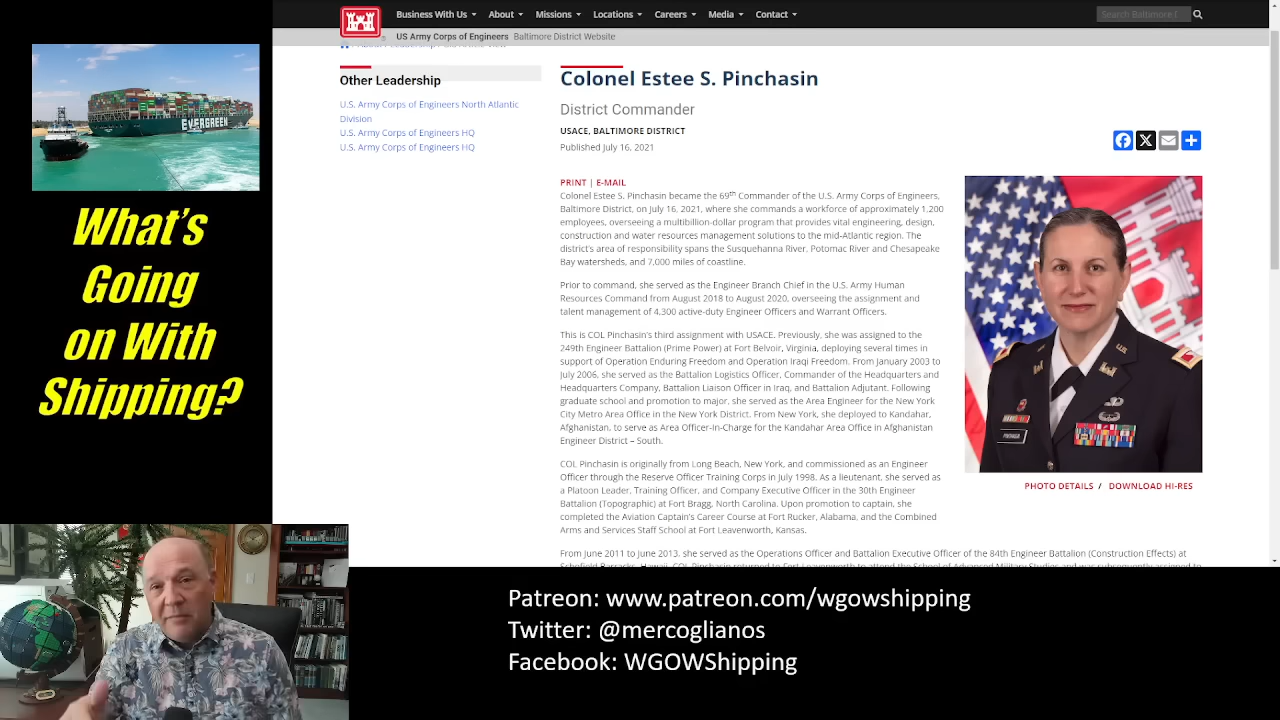 Business With Us About Missions Locations Careers Media Contact
US Army Corps of Engineers Baltimore District Website
Other Leadership
U.S. Army Corps of Engineers North Atlantic
Division
U.S. Army Corps of Engineers HQ
U.S. Army Corps of Engineers HQ
Colonel Estee S. Pinchasin
District Commander
USACE, BALTIMORE DISTRICT
Published July 16, 2021
PRINT | E-MAIL
Colonel Estee S. Pinchasin became the 69th Commander of the U.S. Army Corps of Engineers,
Baltimore District, on July 16, 2021, where she commands a workforce of approximately 1,200
employees, overseeing a multibillion-dollar program that provides vital engineering, design,
construction and water resources management solutions to the mid-Atlantic region. The
district's area of responsibility spans the Susquehanna River, Potomac River and Chesapeake
Bay watersheds, and 7,000 miles of coastline.
Prior to command, she served as the Engineer Branch Chief in the U.S. Army Human
Resources Command from August 2018 to August 2020, overseeing the assignment and
talent management of 4,300 active-duty Engineer Officers and Warrant Officers.
This is COL Pinchasin's third assignment with USACE. Previously, she was assigned to the
249th Engineer Battalion (Prime Power) at Fort Belvoir, Virginia, deploying several times in
support of Operation Enduring Freedom and Operation Iraqi Freedom. From January 2003 to
July 2006, she served as the Battalion Logistics Officer, Commander of the Headquarters and
Headquarters Company, Battalion Liaison Officer in Iraq, and Battalion Adjutant. Following
graduate school and promotion to major, she served as the Area Engineer for the New York
City Metro Area Office in the New York District. From New York, she deployed to Kandahar,
Afghanistan, to serve as Area Officer-In-Charge for the Kandahar Area Office in Afghanistan
Engineer District – South.
COL Pinchasin is originally from Long Beach, New York, and commissioned as an Engineer
Officer through the Reserve Officer Training Corps in July 1998. As a lieutenant, she served as
a Platoon Leader, Training Officer, and Company Executive Officer in the 30th Engineer
Battalion (Topographic) at Fort Bragg, North Carolina. Upon promotion to captain, she
completed the Aviation Captain's Career Course at Fort Rucker, Alabama, and the Combined
Arms and Services Staff School at Fort Leavenworth, Kansas.
From June 2011 to June 2013, she served as the Operations Officer and Battalion Executive Officer of the 84th Engineer Battalion (Construction Effects) at
PHOTO DETAILS / DOWNLOAD HI-RES
EVERGREEN
What's
Going
on With
Shipping?
Patreon: www.patreon.com/wgowshipping
Twitter: @mercoglianos
Facebook: WGOWShipping